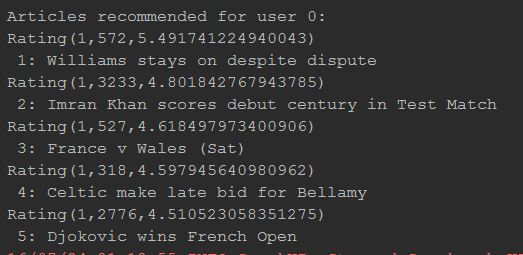 Articles recommended for user 0:
Rating(1,572,5.491741224940043)
1: Williams stays on despite dispute
Rating(1,3233,4.801842767943785)
2: Imran Khan scores debut century in Test Match
Rating(1,527,4.618497973400906)
3: France v Wales (Sat)
Rating(1,318,4.597945640980962)
4: Celtic make late bid for Bellamy
Rating(1,2776,4.510523058351275)
5: Djokovic wins French Open